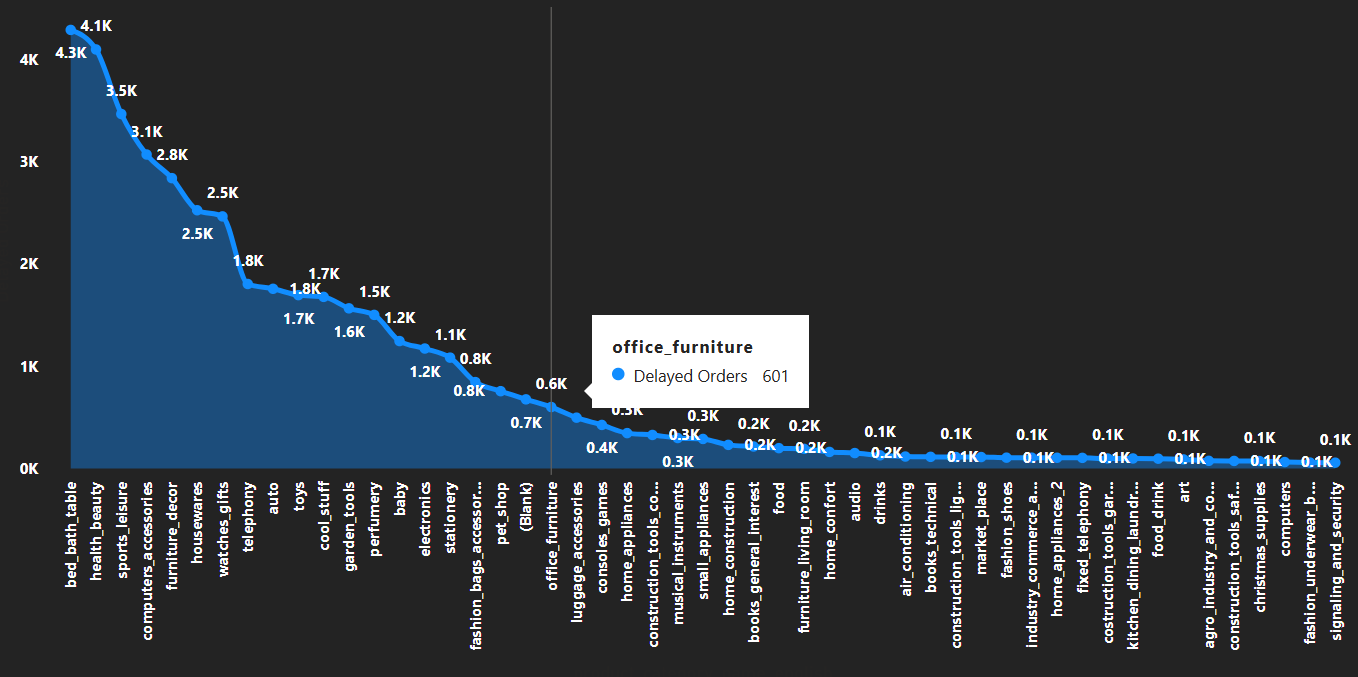 4K
3K
2K
1K
0K
4.3K
4.1K
3.5K
3.1K
2.8K
2.5K
2.5K
1.8K
1.8K
1.7K
1.7K
1.6K
1.5K
1.2K
1.2K
1.1K
0.8K
0.8K
0.7K
0.6K
0.4K
0.3K
0.3K
0.3K
0.3K
0.2K
0.2K
0.2K
0.2K
0.1K
0.2K
0.1K
0.1K
0.1K
0.1K
0.1K
0.1K
0.1K
0.1K
0.1K
0.1K
0.1K
0.1K
office_furniture
Delayed Orders 601
bed_bath_table
health_beauty
sports_leisure
computers_accessories
furniture_decor
housewares
watches_gifts
telephony
auto
toys
cool_stuff
garden_tools
perfumery
baby
electronics
stationery
fashion_bags_accessor...
pet_shop
(Blank)
office_furniture
luggage_accessories
consoles_games
home_appliances
construction_tools_co...
musical_instruments
small_appliances
home_construction
books_general_interest
food
furniture_living_room
home_confort
audio
drinks
air_conditioning
books_technical
construction_tools_lig...
market_place
fashion_shoes
industry_commerce_a...
home_appliances_2
fixed_telephony
costruction_tools_gar...
kitchen_dining_laundr...
food_drink
art
agro_industry_and_co...
construction_tools_saf...
christmas_supplies
computers
fashion_underwear_b...
signaling_and_security